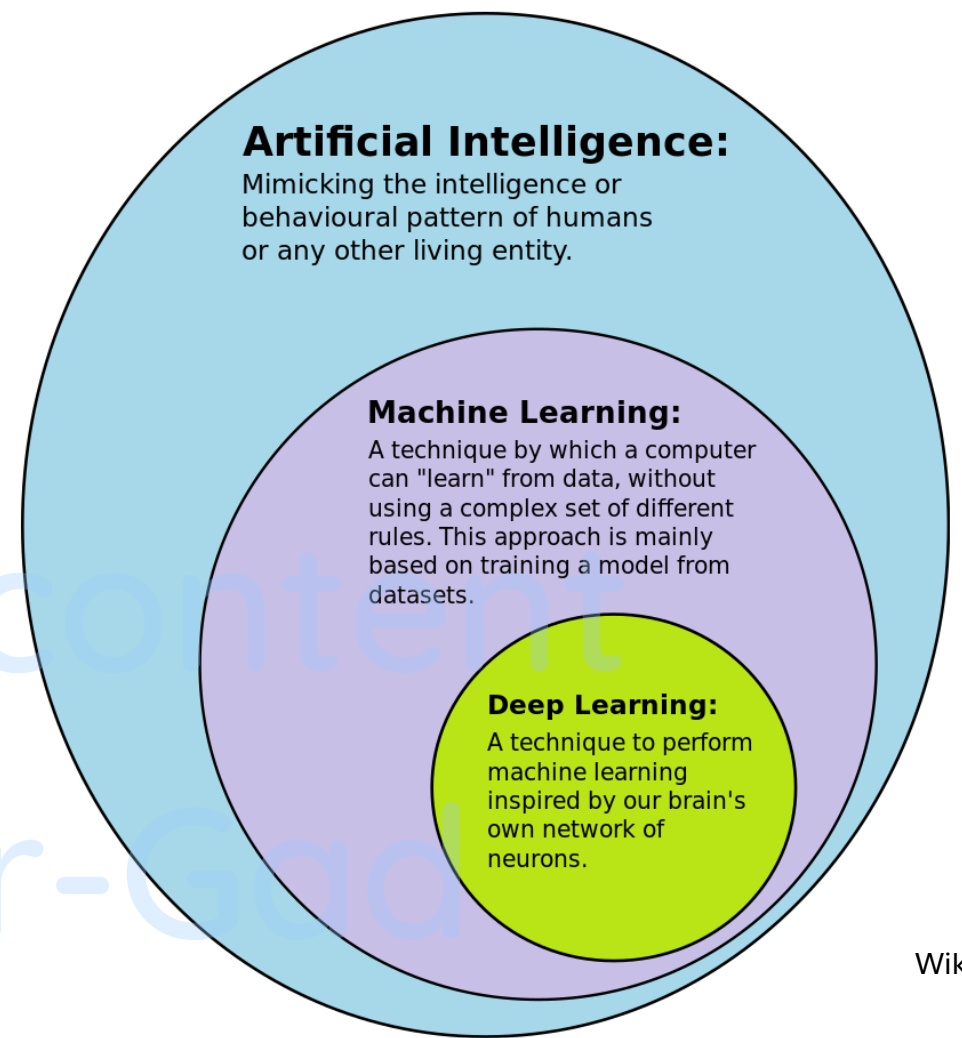 Artificial Intelligence:
Mimicking the intelligence or
behavioural pattern of humans
or any other living entity.
Machine Learning:
A technique by which a computer
can "learn" from data, without
using a complex set of different
rules. This approach is mainly
based on training a model from
datasets.
content
Deep Learning:
A technique to perform
machine learning
inspired by our brain's
own network of
neurons.
r-Gad
Wik